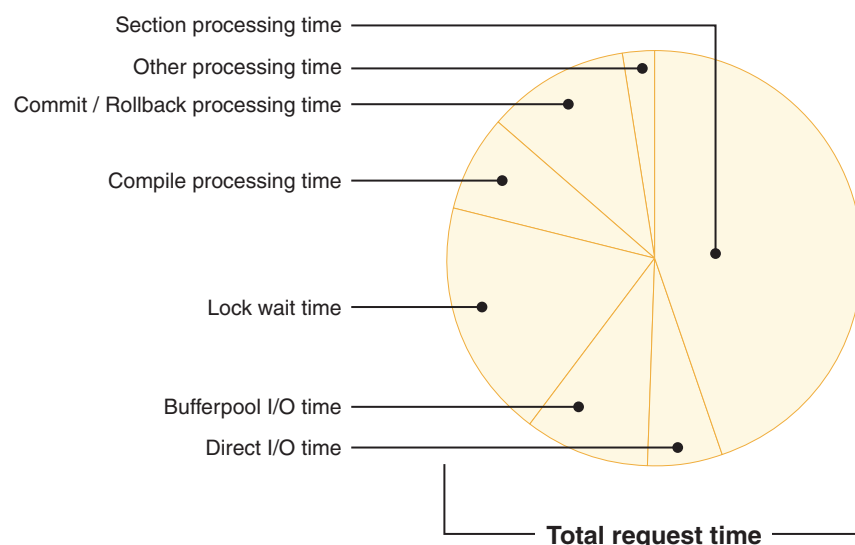 Section processing time
Other processing time
Commit / Rollback processing time
Compile processing time
Lock wait time
Bufferpool I/O time
Direct I/O time
Total request time